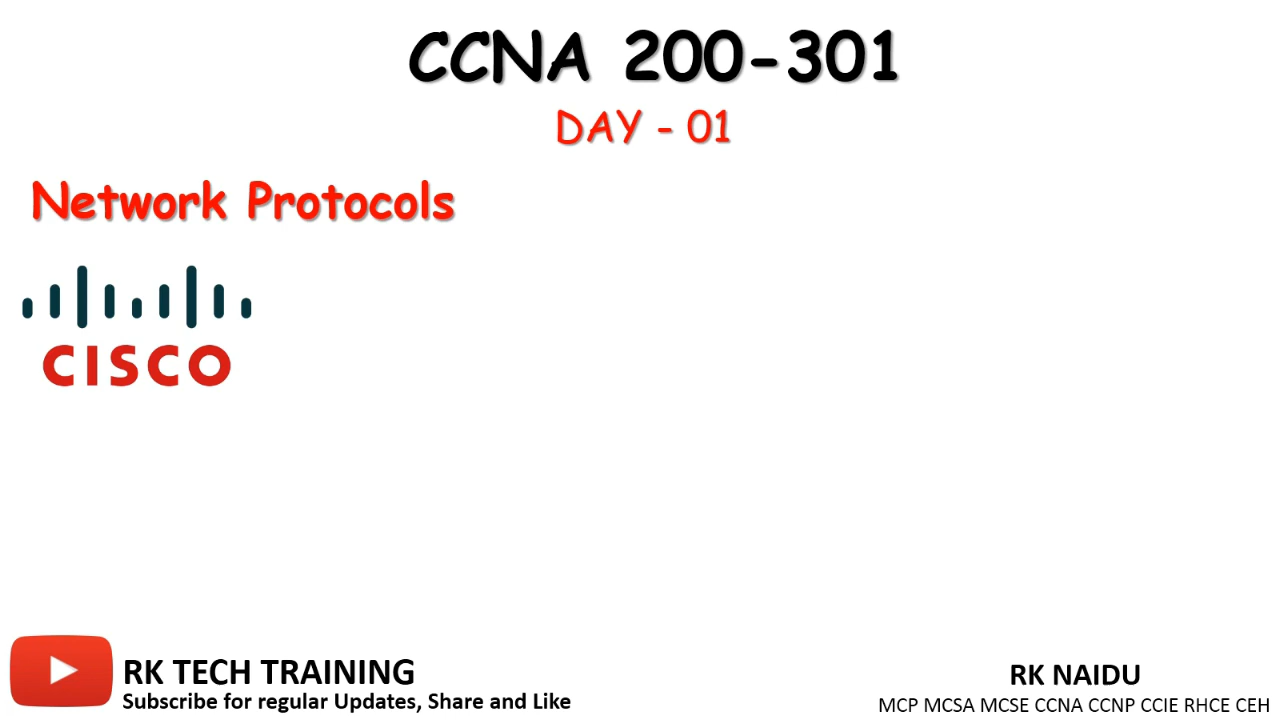 CCNA 200-301
DAY - 01
Network Protocols
CISCO
RK TECH TRAINING
Subscribe for regular Updates, Share and Like
RK NAIDU
MCP MCSA MCSE CCNA CCNP CCIE RHCE CEH